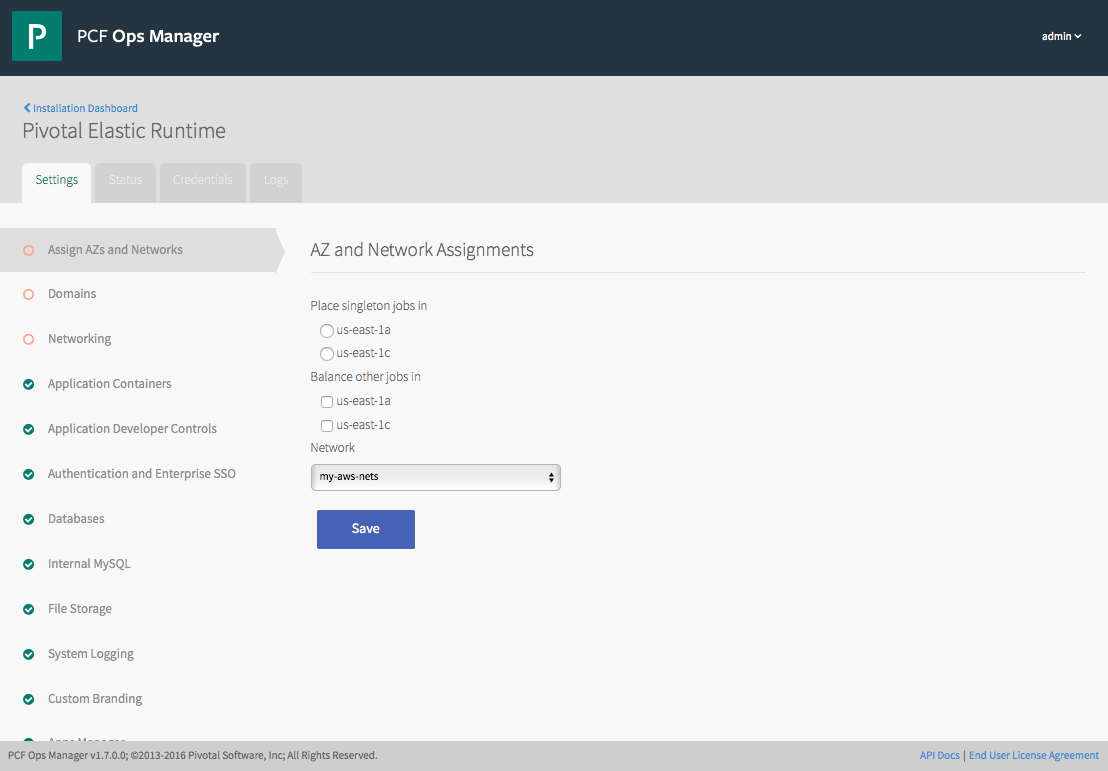 P
PCF Ops Manager
admin
Installation Dashboard
Pivotal Elastic Runtime
Settings
Status
Credentials
Logs
Assign AZs and Networks
Domains
Networking
Application Containers
Application Developer Controls
Authentication and Enterprise SSO
Databases
Internal MySQL
File Storage
System Logging
Custom Branding
Apps Manager
AZ and Network Assignments
Place singleton jobs in
us-east-1a
us-east-1c
Balance other jobs in
us-east-1a
us-east-1c
Network
my-aws-nets
Save
PCF Ops Manager v1.7.0.0; ©2013-2016 Pivotal Software, Inc; All Rights Reserved.
API Docs | End User License Agreement